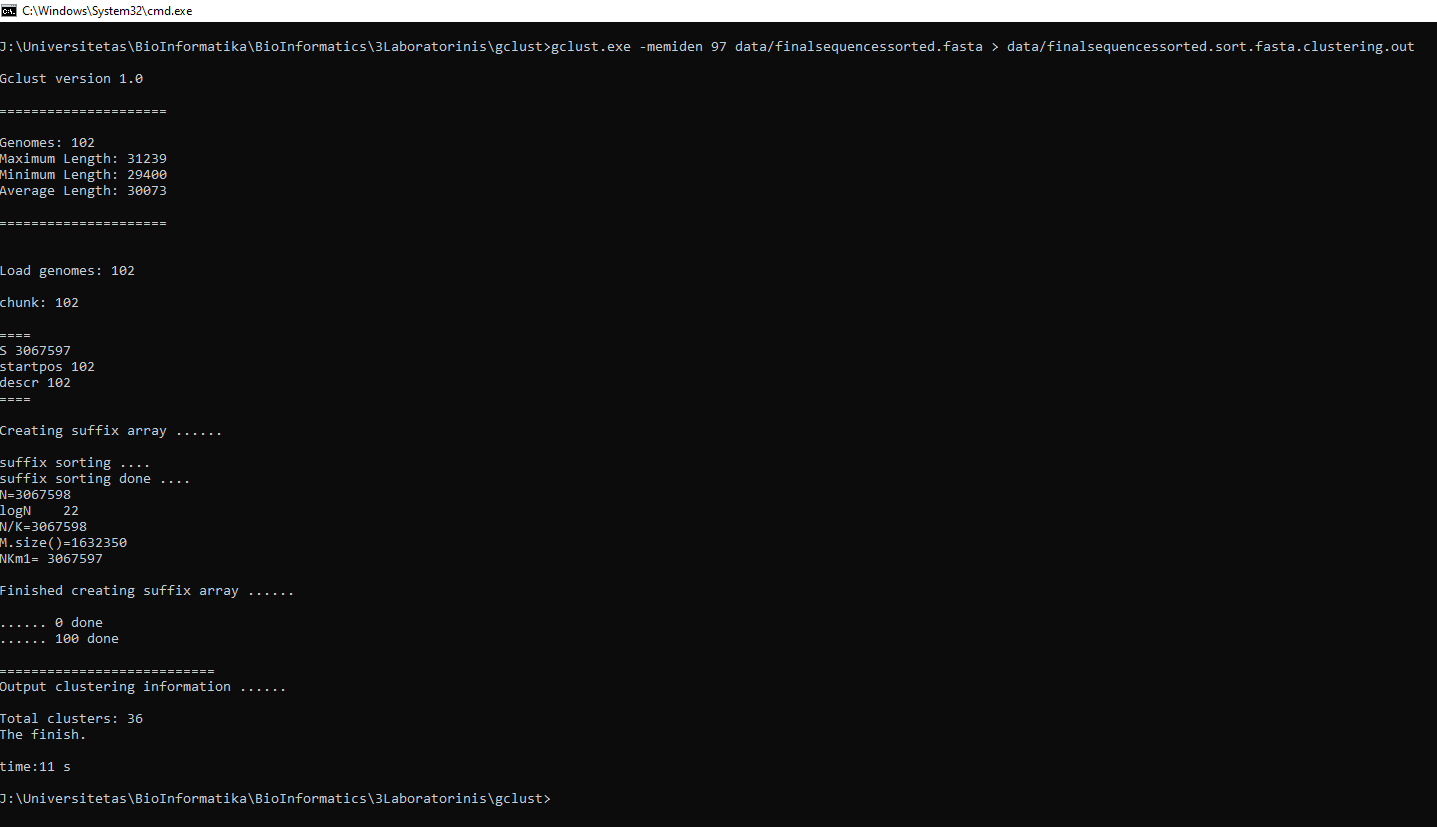 C:\Windows\System32\cmd.exe
J:\Universitetas\BioInformatika\BioInformatics\3Laboratorinis\gclust>gclust.exe -memiden 97 data/finalsequencessorted.fasta > data/finalsequencessorted.sort.fasta.clustering.out
Gclust version 1.0
=====================
Genomes: 102
Maximum Length: 31239
Minimum Length: 29400
Average Length: 30073
=====================
Load genomes: 102
chunk: 102
====
S 3067597
startpos 102
descr 102
====
Creating suffix array ......
suffix sorting ....
suffix sorting done ....
N=3067598
logN    22
N/K=3067598
M.size()=1632350
NKm1= 3067597
Finished creating suffix array ......
...... 0 done
...... 100 done
===========================
Output clustering information ......
Total clusters: 36
The finish.
time:11 s
J:\Universitetas\BioInformatika\BioInformatics\3Laboratorinis\gclust>